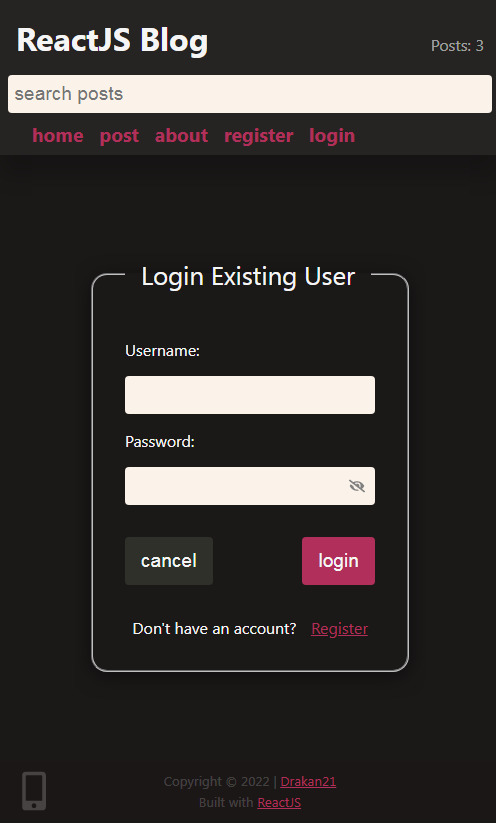 ReactJS Blog
Posts: 3
search posts
home post about register login
Login Existing User
Username:
Password:
cancel login
Don't have an account? Register
Copyright © 2022 | Drakan21
Built with ReactJS